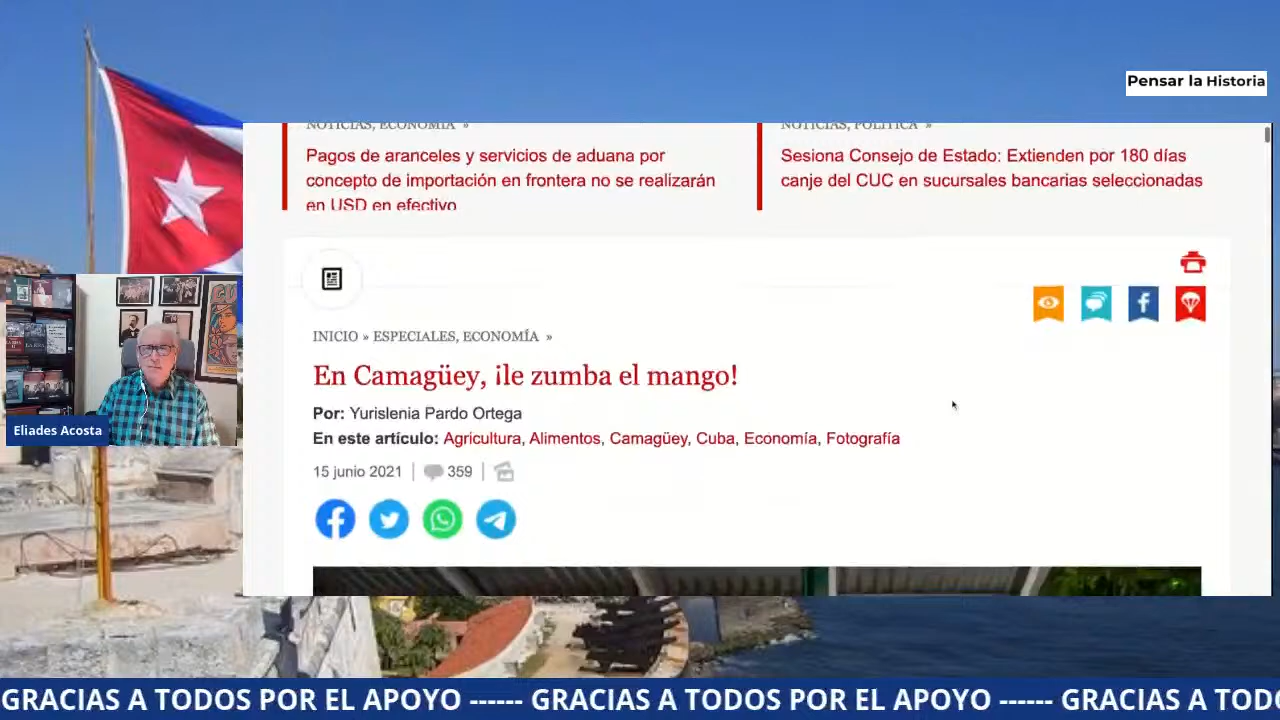 Pensar la Historia
NOTICIAS, ECONOMÍA »
Pagos de aranceles y servicios de aduana por
concepto de importación en frontera no se realizarán
en USD en efectivo
NOTICIAS, POLÍTICA »
Sesiona Consejo de Estado: Extienden por 180 días
canje del CUC en sucursales bancarias seleccionadas
INICIO » ESPECIALES, ECONOMÍA »
En Camagüey, ¡le zumba el mango!
Por: Yurislenia Pardo Ortega
En este artículo: Agricultura, Alimentos, Camagüey, Cuba, Economía, Fotografía
15 junio 2021 | 359 |
Eliades Acosta
GRACIAS A TODOS POR EL APOYO ------ GRACIAS A TODOS POR EL APOYO ------ GRACIAS A TOD